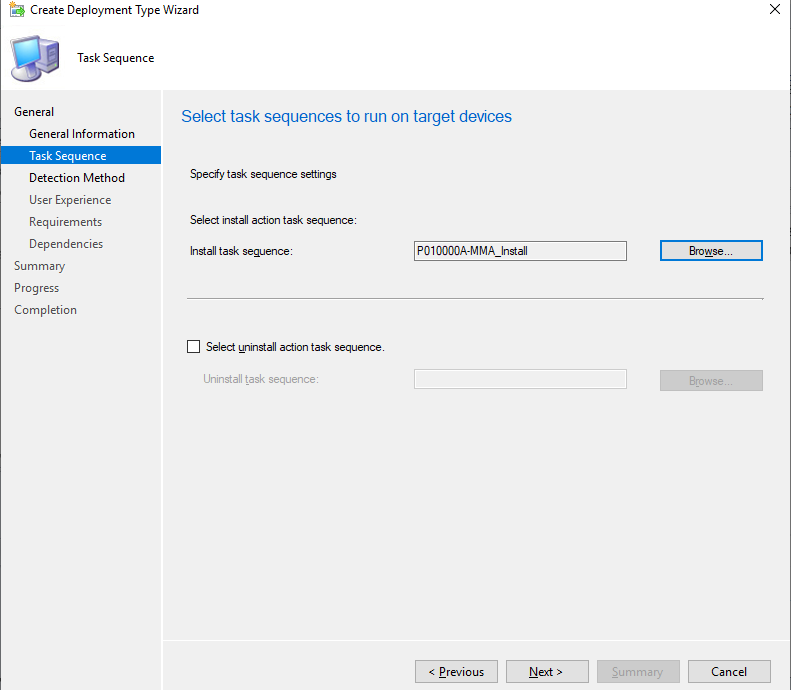 Create Deployment Type Wizard
Task Sequence
General
General Information
Task Sequence
Detection Method
User Experience
Requirements
Dependencies
Summary
Progress
Completion
Select task sequences to run on target devices
Specify task sequence settings
Select install action task sequence:
Install task sequence:
P010000A-MMA_Install
Browse...
Select uninstall action task sequence.
Uninstall task sequence:
Browse...
< Previous
Next >
Summary
Cancel